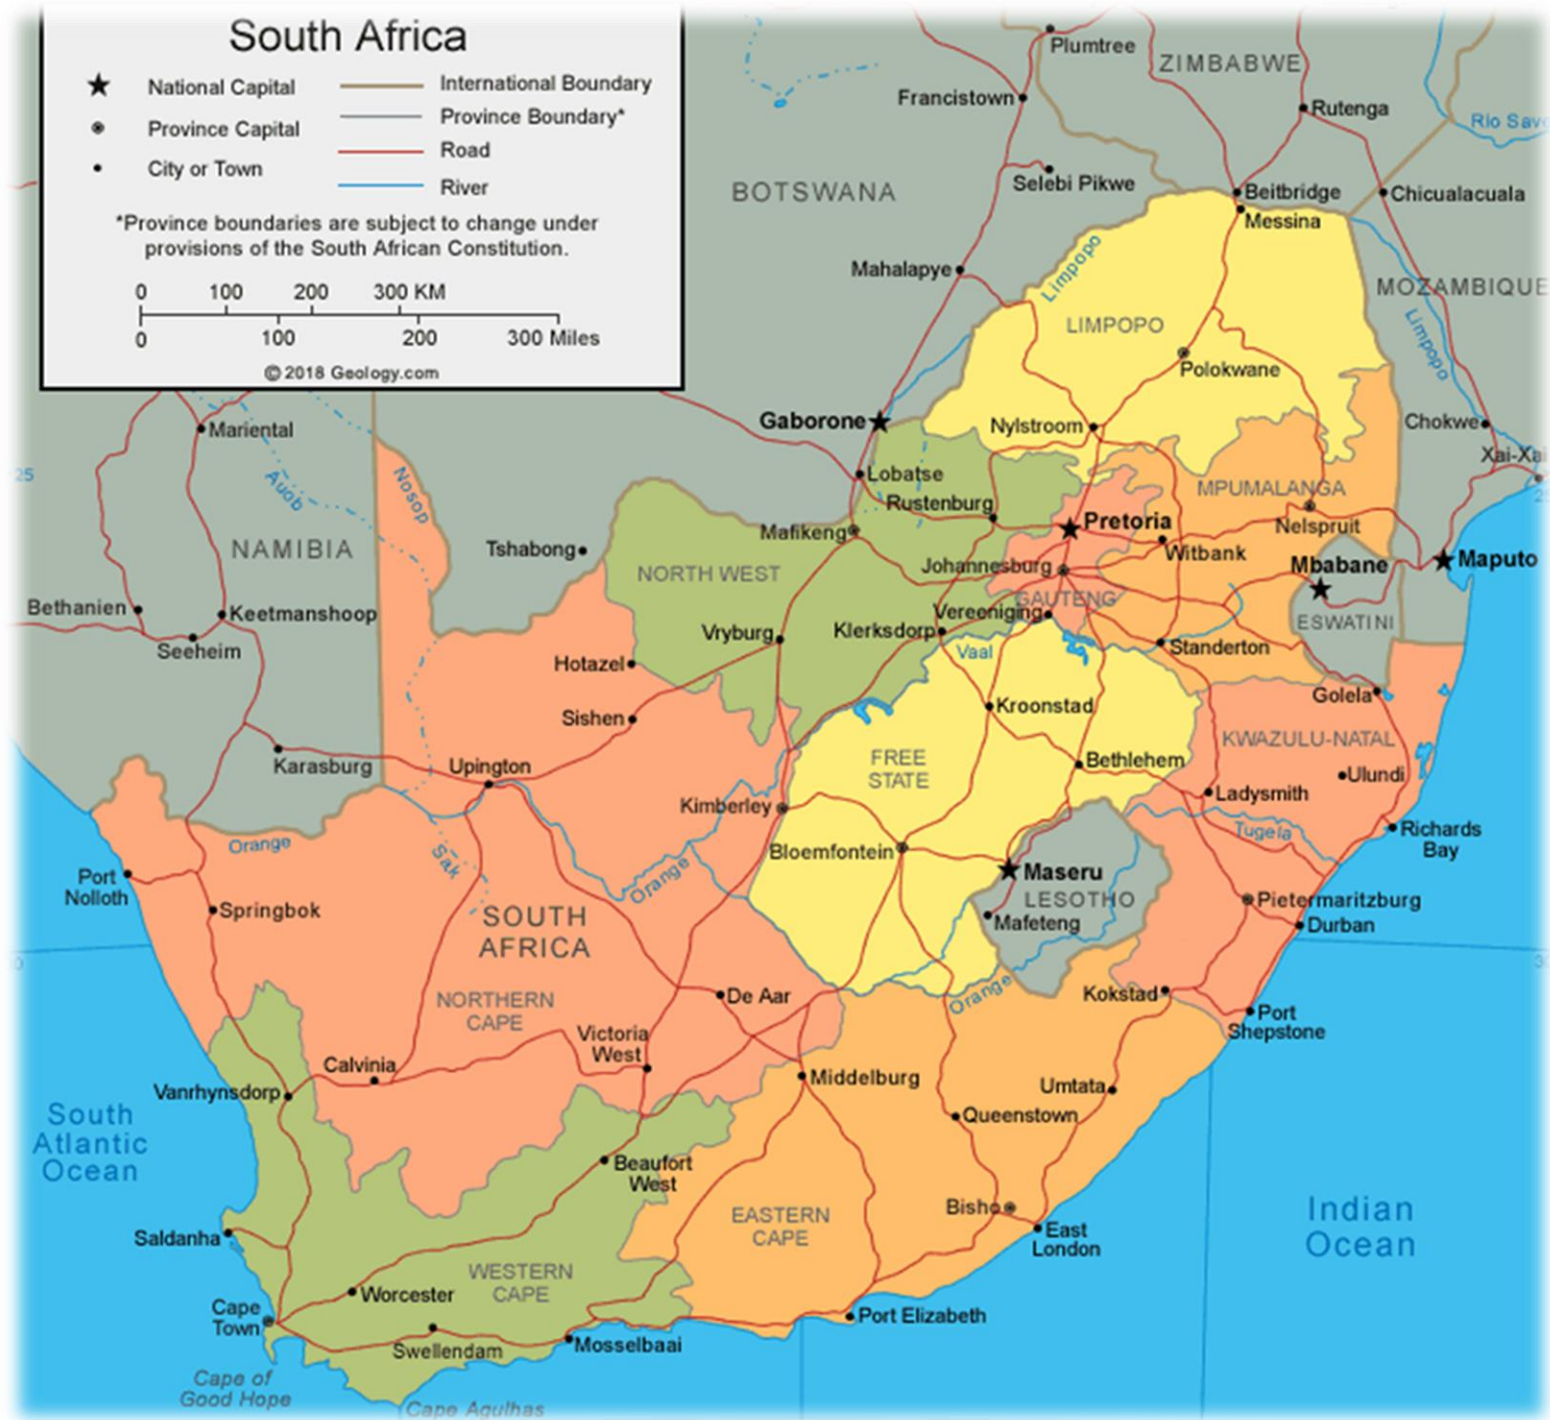 South Africa
National Capital
Province Capital
City or Town
International Boundary
Province Boundary*
Road
River
*Province boundaries are subject to change under
provisions of the South African Constitution.
0 100 200 300 KM
0 100 200 300 Miles
© 2018 Geology.com
Plumtree
ZIMBABWE
Francistown
Rutenga
Rio Save
Selebi Pikwe
BOTSWANA
Beitbridge
Chicualacuala
Messina
Limpopo
Mahalapye
MOZAMBIQUE
LIMPOPO
Limpopo
Polokwane
Gaborone
Nylstroom
Chokwe
Mariental
Xai-Xai
25
Lobatse
Auob
Nosop
MPUMALANGA
25
Rustenburg
Pretoria
Nelspruit
Mafikeng
NAMIBIA
Tshabong
Witbank
Johannesburg
Mbabane
Maputo
NORTH WEST
GAUTENG
Bethanien
Keetmanshoop
Vereeniging
ESWATINI
Vryburg
Klerksdorp
Seeheim
Vaal
Standerton
Hotazel
Golela
Sishen
Kroonstad
KWAZULU-NATAL
Karasburg
Upington
FREE
STATE
Bethlehem
Ulundi
Ladysmith
Kimberley
Orange
Tugela
Richards
Bay
Sak
Bloemfontein
Port
Nolloth
Orange
Maseru
LESOTHO
Springbok
SOUTH
AFRICA
Mafeteng
Pietermaritzburg
Durban
30
NORTHERN
CAPE
De Aar
Orange
Kokstad
Port
Shepstone
Victoria
West
Calvinia
Vanrhynsdorp
Middelburg
Umtata
South
Atlantic
Ocean
Queenstown
Beaufort
West
Saldanha
EASTERN
CAPE
Bisho
East
London
Indian
Ocean
WESTERN
CAPE
Worcester
Cape
Town
Port Elizabeth
Swellendam
Mosselbaai
Cape of
Good Hope
Cape Agulhas